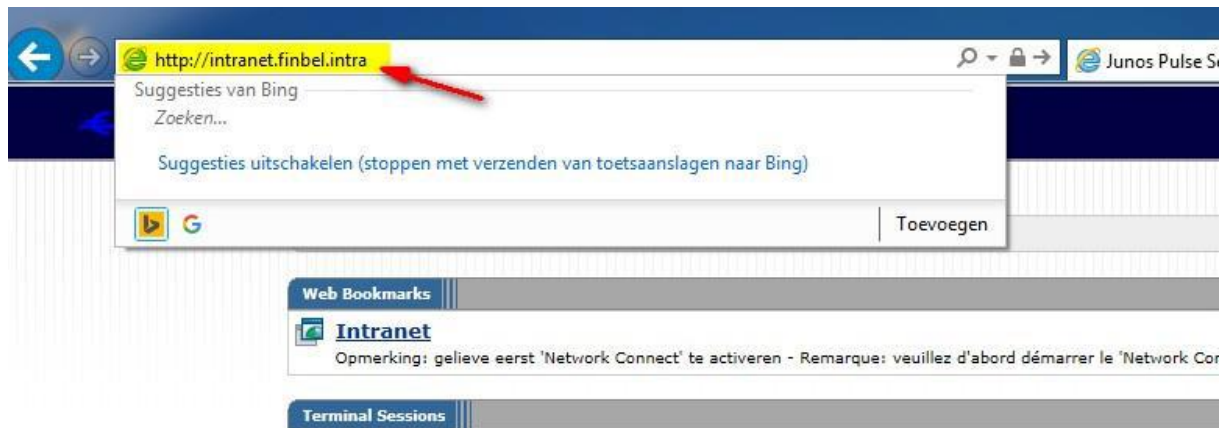 http://intranet.finbel.intra
Junos Pulse Se
Suggesties van Bing
Zoeken...
Suggesties uitschakelen (stoppen met verzenden van toetsaanslagen naar Bing)
Toevoegen
Web Bookmarks
Intranet
Opmerking: gelieve eerst 'Network Connect' te activeren - Remarque: veuillez d'abord démarrer le 'Network Cor
Terminal Sessions